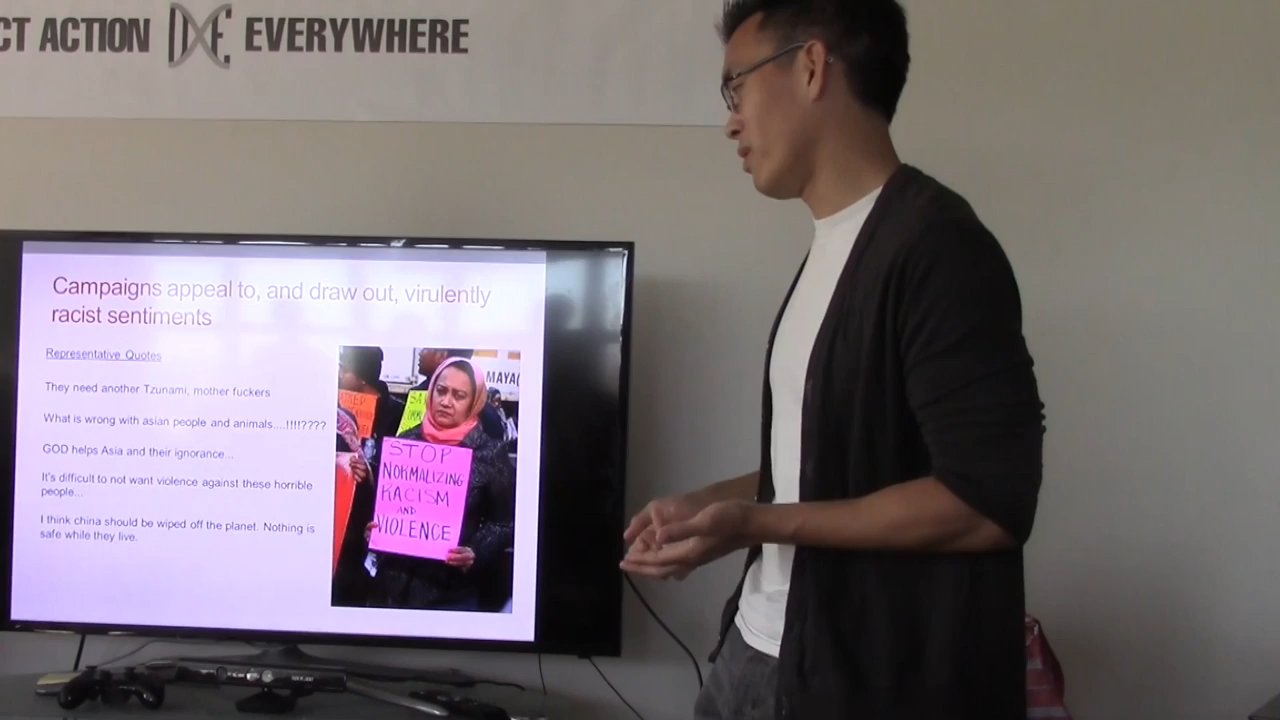 CT ACTION DXE EVERYWHERE
Campaigns appeal to, and draw out, virulently
racist sentiments
Representative Quotes
They need another Tzunami, mother fuckers
What is wrong with asian people and animals....!!!!????
GOD helps Asia and their ignorance...
It's difficult to not want violence against these horrible
people...
I think china should be wiped off the planet. Nothing is
safe while they live.
MAYA(
STOP
NORMALIZING
RACISM
AND
VIOLENCE